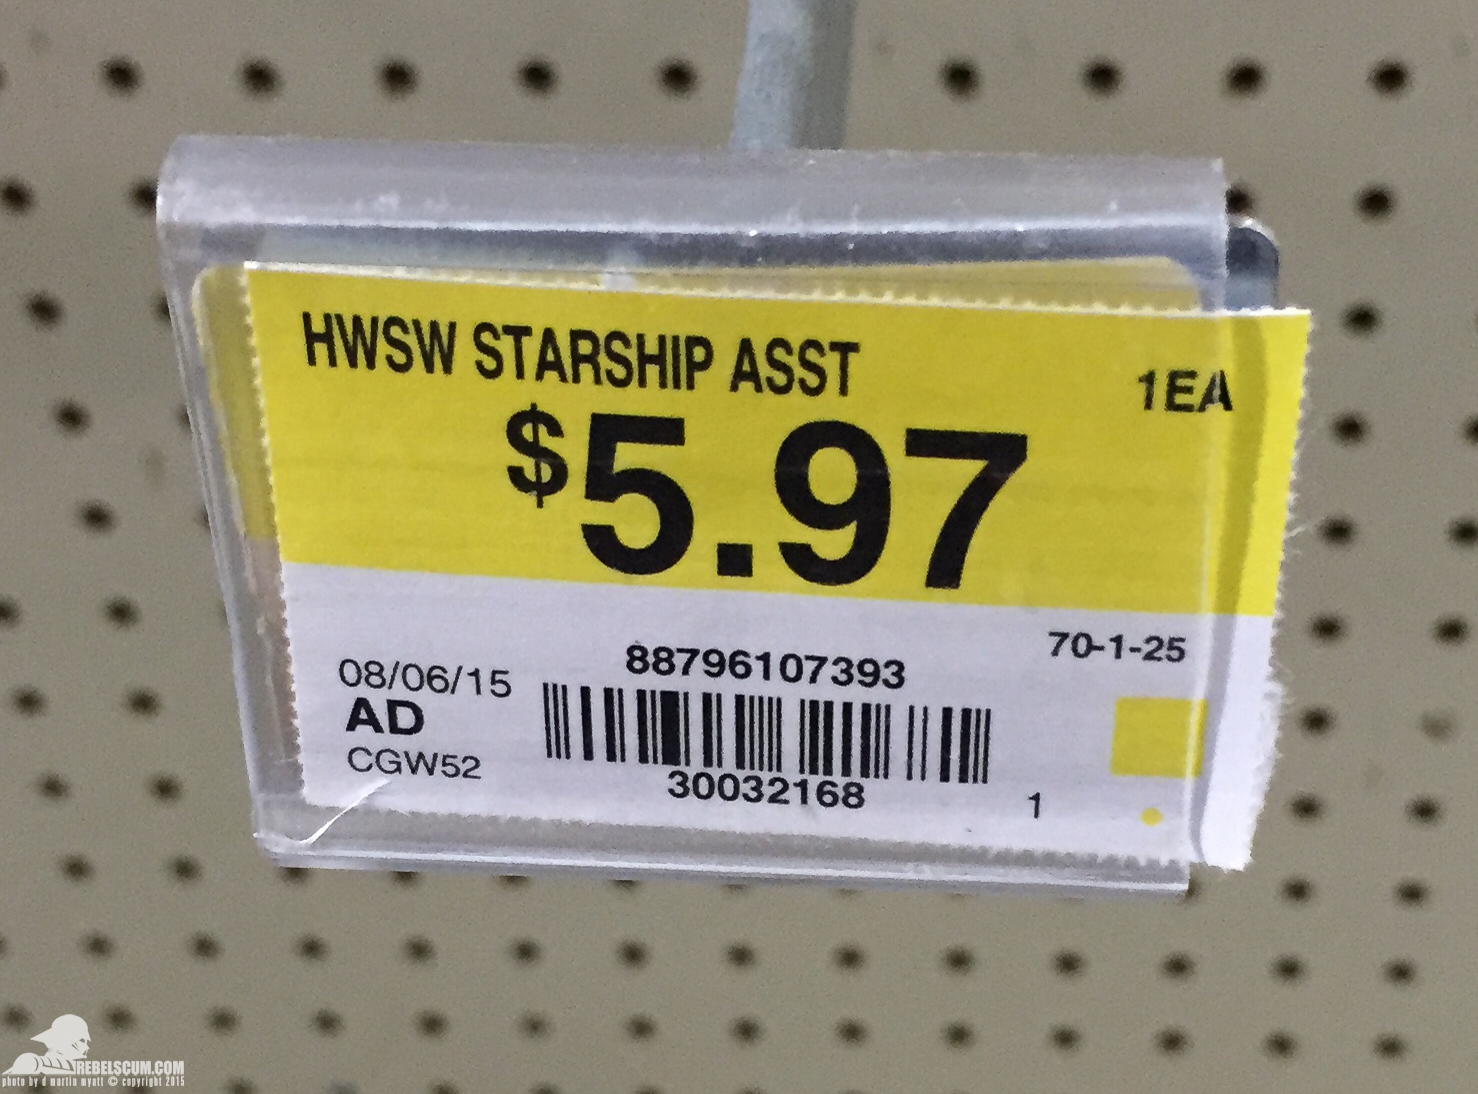 HWSW STARSHIP ASST
1EA
$5.97
70-1-25
88796107393
08/06/15
AD
CGW52
30032168
1
REBELSCUM.COM
photo by d martin myatt © copyright 2015